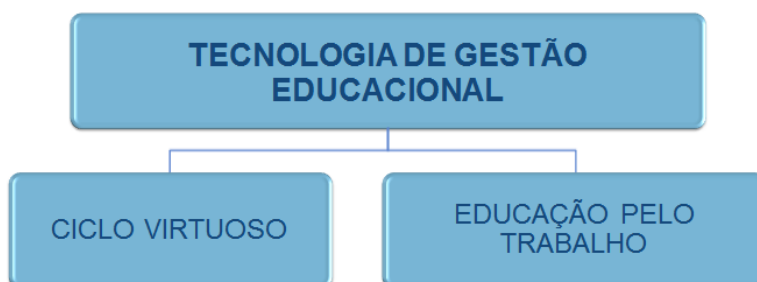 TECNOLOGIA DE GESTÃO
EDUCACIONAL
CICLO VIRTUOSO
EDUCAÇÃO PELO
TRABALHO